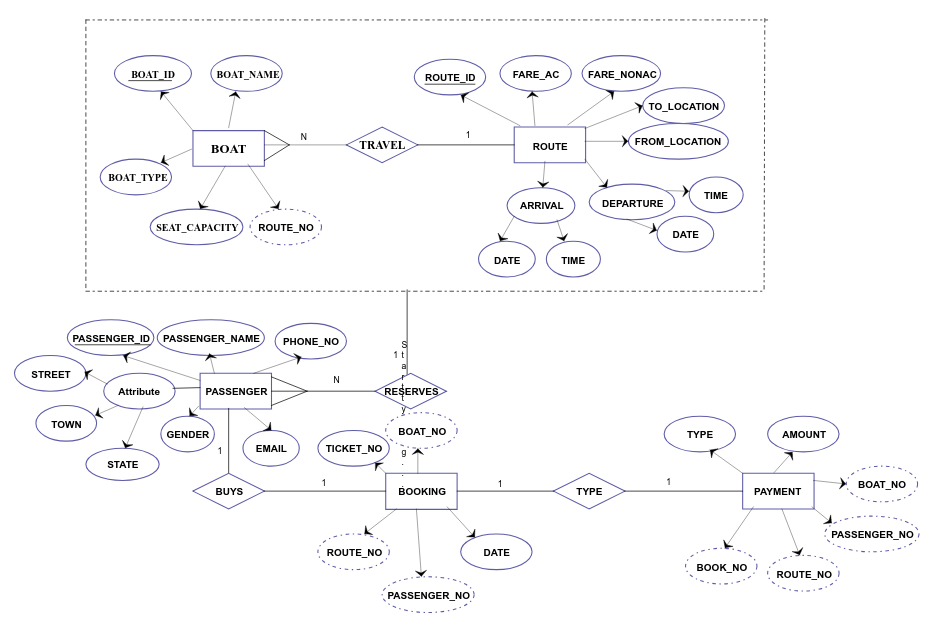 BOAT_ID
BOAT_NAME
ROUTE_ID
FARE_AC
FARE_NONAC
TO_LOCATION
FROM_LOCATION
BOAT
N
TRAVEL
1
ROUTE
BOAT_TYPE
SEAT_CAPACITY
ROUTE_NO
ARRIVAL
DEPARTURE
TIME
DATE
DATE
TIME
PASSENGER_ID
PASSENGER_NAME
PHONE_NO
1
Start typing...
STREET
Attribute
PASSENGER
N
RESERVES
TOWN
GENDER
EMAIL
STATE
1
TICKET_NO
BOAT_NO
TYPE
AMOUNT
BUYS
1
BOOKING
1
TYPE
1
PAYMENT
BOAT_NO
PASSENGER_NO
ROUTE_NO
DATE
PASSENGER_NO
BOOK_NO
ROUTE_NO